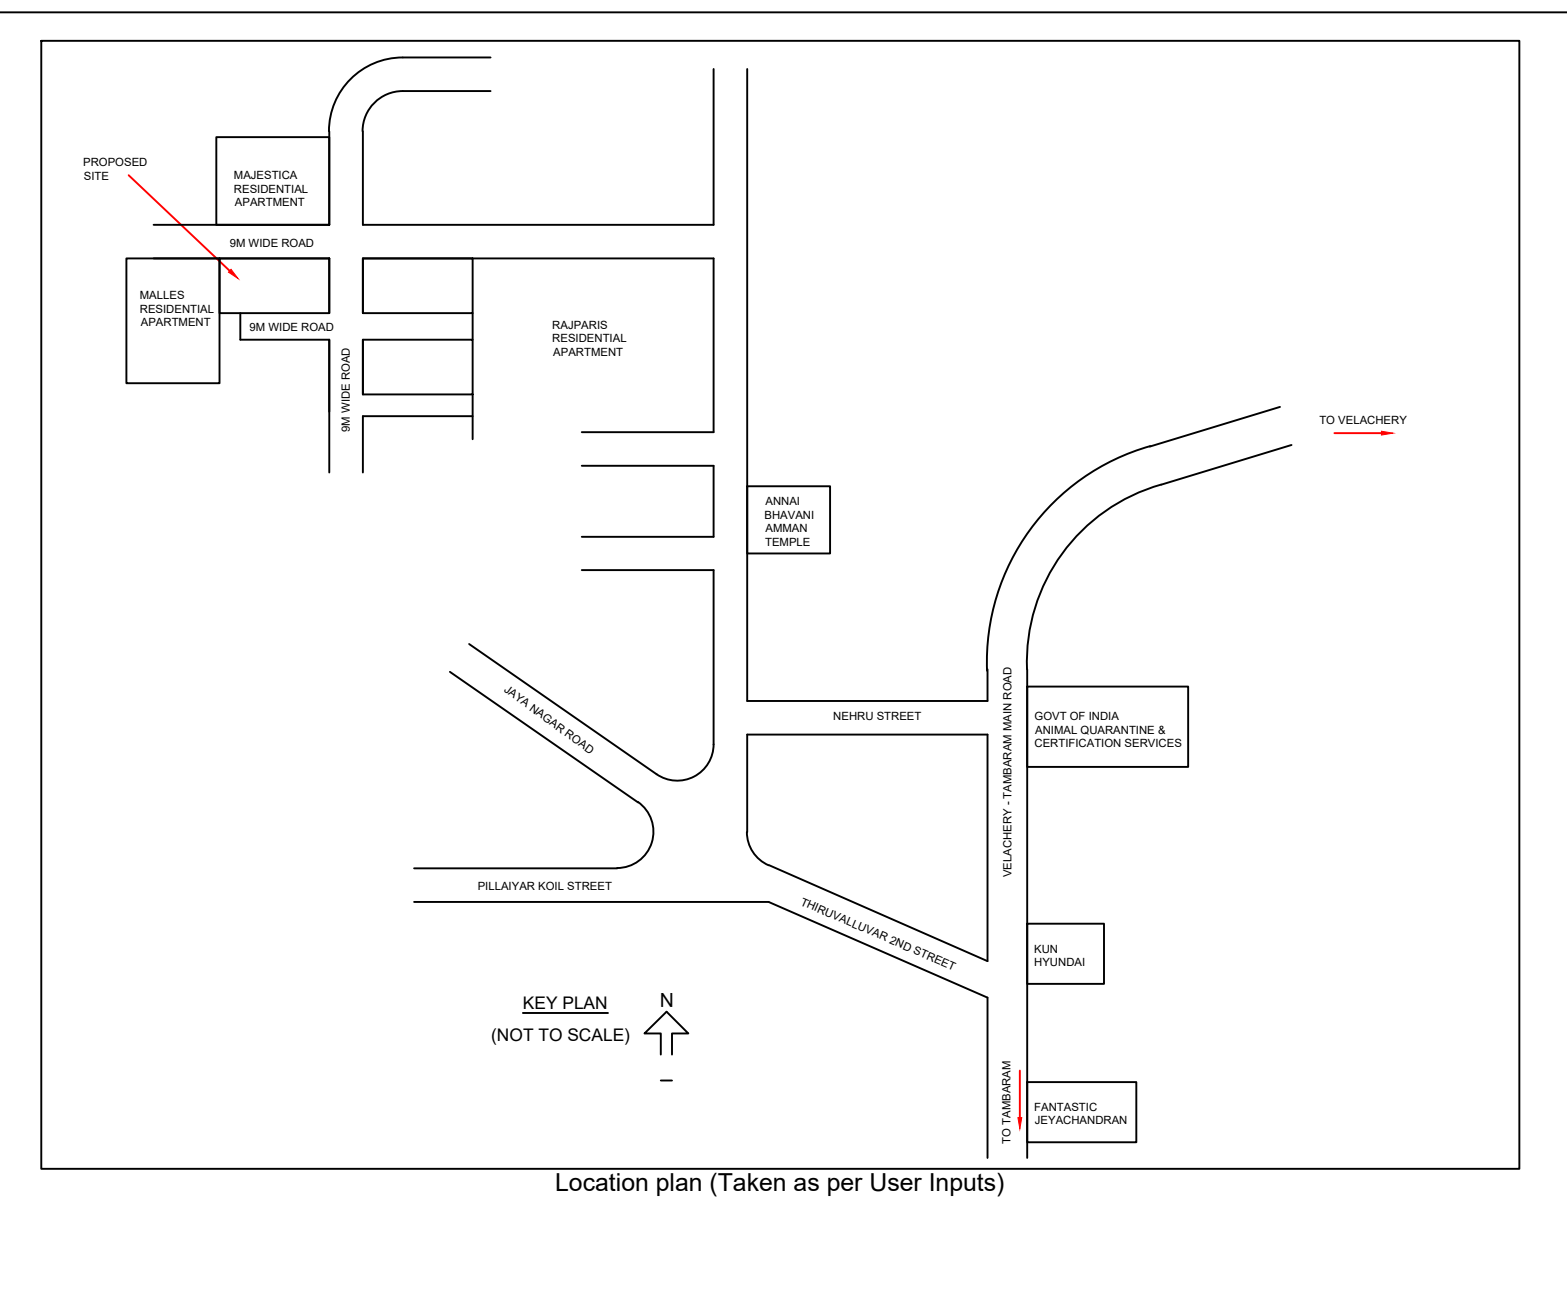 PROPOSED
SITE
MAJESTICA
RESIDENTIAL
APARTMENT
9M WIDE ROAD
MALLES
RESIDENTIAL
APARTMENT
9M WIDE ROAD
9M WIDE ROAD
RAJPARIS
RESIDENTIAL
APARTMENT
TO VELACHERY
ANNAI
BHAVANI
AMMAN
TEMPLE
JAYA NAGAR ROAD
NEHRU STREET
VELACHERY - TAMBARAM MAIN ROAD
GOVT OF INDIA
ANIMAL QUARANTINE &
CERTIFICATION SERVICES
PILLAIYAR KOIL STREET
THIRUVALLUVAR 2ND STREET
KUN
HYUNDAI
KEY PLAN
(NOT TO SCALE)
N
TO TAMBARAM
FANTASTIC
JEYACHANDRAN
Location plan (Taken as per User Inputs)